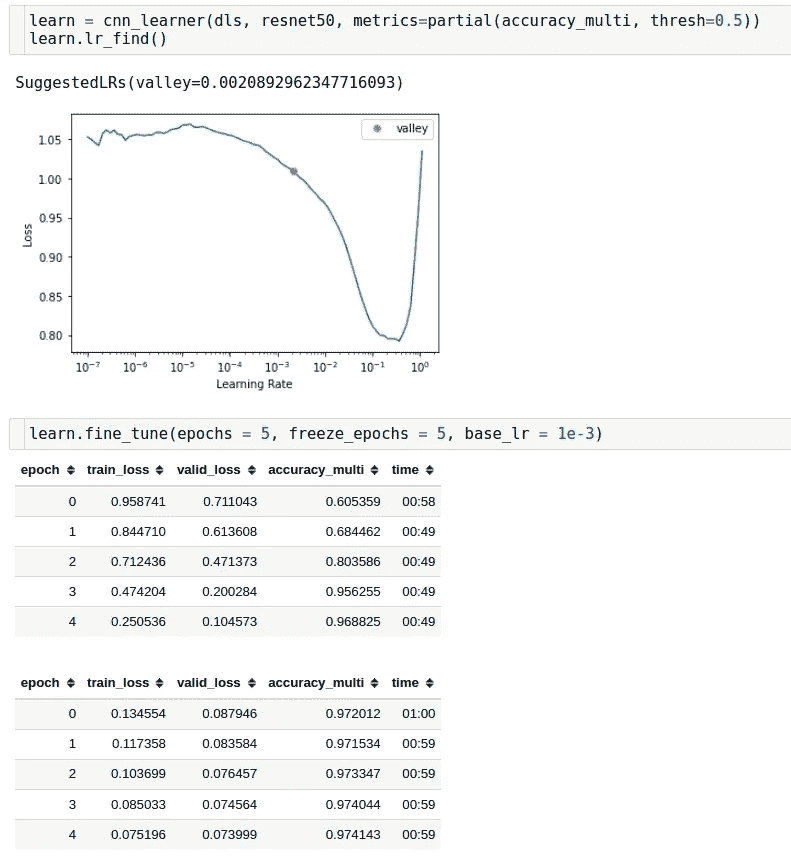 learn = cnn_learner(dls, resnet50, metrics=partial(accuracy_multi, thresh=0.5))
learn.lr_find()
SuggestedLRs(valley=0.0020892962347716093)
valley
1.05
1.00
0.95
0.90
0.85
0.80
Loss
10⁻⁷ 10⁻⁶ 10⁻⁵ 10⁻⁴ 10⁻³ 10⁻² 10⁻¹ 10⁰
Learning Rate
learn.fine_tune(epochs = 5, freeze_epochs = 5, base_lr = 1e-3)
epoch train_loss valid_loss accuracy_multi time
0 0.958741 0.711043 0.605359 00:58
1 0.844710 0.613608 0.684462 00:49
2 0.712436 0.471373 0.803586 00:49
3 0.474204 0.200284 0.956255 00:49
4 0.250536 0.104573 0.968825 00:49
epoch train_loss valid_loss accuracy_multi time
0 0.134554 0.087946 0.972012 01:00
1 0.117358 0.083584 0.971534 00:59
2 0.103699 0.076457 0.973347 00:59
3 0.085033 0.074564 0.974044 00:59
4 0.075196 0.073999 0.974143 00:59